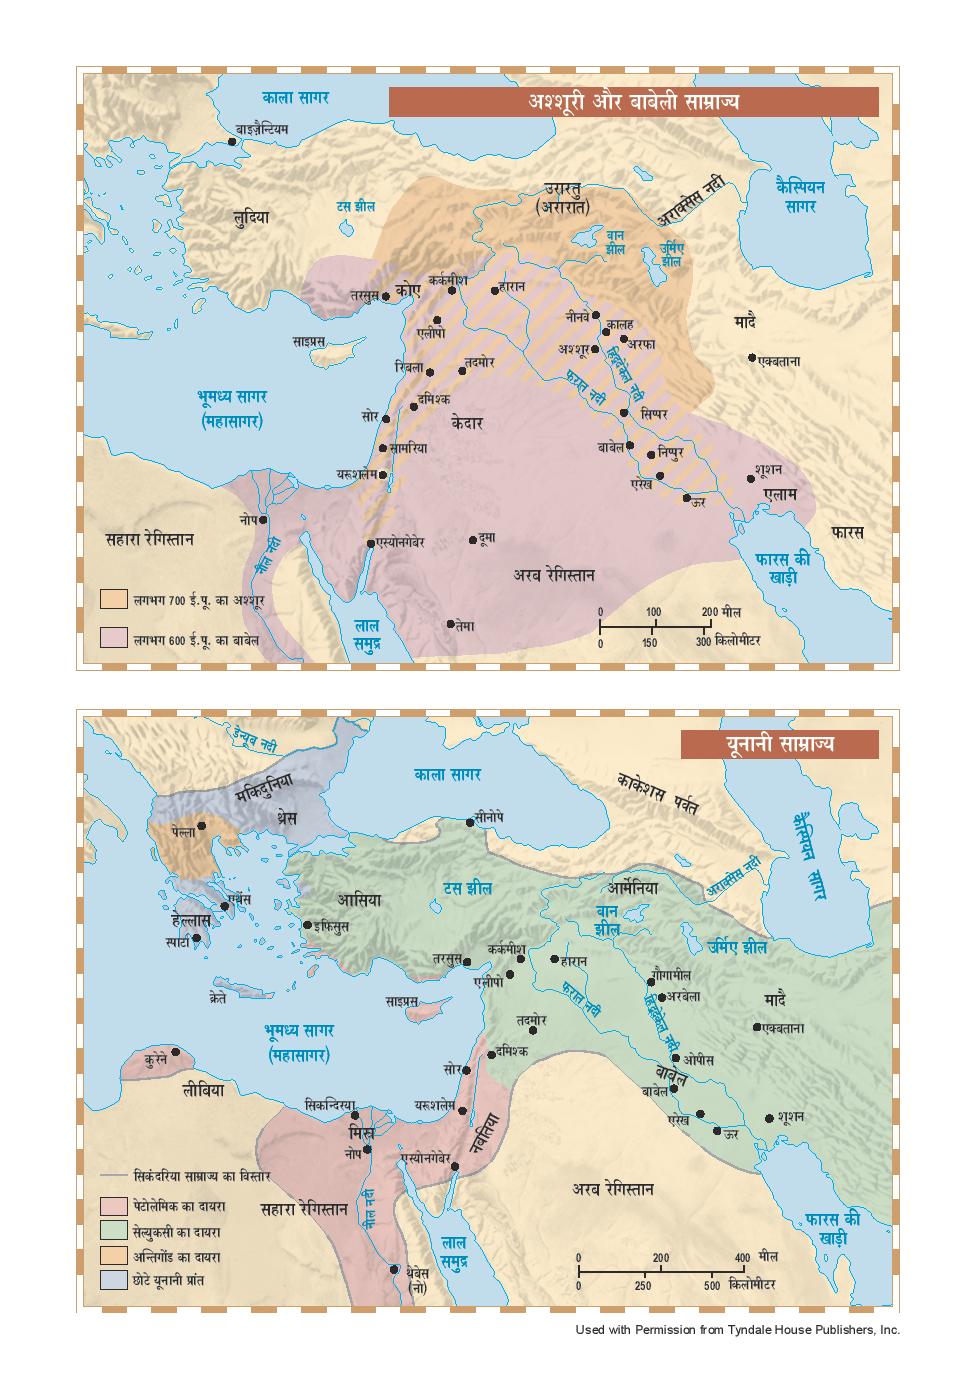 अश्शूरी और बाबेली साम्राज्य
काला सागर
बाइज़ैन्टियम
कैस्पियन
सागर
अराक्सेस नदी
उरारतु
(अरारात)
टस झील
लुदिया
वान
झील
उर्मिए
झील
कर्कमीश
हारान
तरसुस
कोए
एलीपो
नीनवे
कालह
अरफा
अश्शूर
हिद्देकेल नदी
मादै
एक्बताना
साइप्रस
रिबला
तदमोर
फरात नदी
भूमध्य सागर
(महासागर)
दमिश्क
सोर
केदार
सिप्पर
सामरिया
बाबेल
निप्पुर
यरूशलेम
एरेख
ऊर
शूशन
एलाम
नोप
सहारा रेगिस्तान
एस्योनगेबेर
दूमा
फारस
नील नदी
अरब रेगिस्तान
फारस की
खाड़ी
लगभग 700 ई.पू. का अश्शूर
लगभग 600 ई.पू. का बाबेल
लाल
समुद्र
तेमा
0 100 200 मील
0 150 300 किलोमीटर
यूनानी साम्राज्य
डेन्यूब नदी
काला सागर
मकिदुनिया
थ्रेस
काकेशस पर्वत
कैस्पियन सागर
पेल्ला
सीनोपे
अराक्सेस नदी
आर्मेनिया
टस झील
आसिया
एथेंस
हेल्लास
स्पार्टा
इफिसुस
वान
झील
उर्मिए झील
कर्कमीश
हारान
तरसुस
एलीपो
गौगामील
अरबेला
हिद्देकेल नदी
फरात नदी
मादै
एक्बताना
क्रेते
साइप्रस
तदमोर
भूमध्य सागर
(महासागर)
दमिश्क
ओपीस
कुरेने
सोर
बाबेल
बाबेल
लीबिया
सिकन्दिरया
यरूशलेम
एरेख
ऊर
शूशन
मिस्र
नोप
नबतिया
एस्योनगेबेर
सिकंदरिया साम्राज्य का विस्तार
पेटोलेमिक का दायरा
सेल्युकसी का दायरा
अन्तिगोंड का दायरा
छोटे यूनानी प्रांत
सहारा रेगिस्तान
नील नदी
अरब रेगिस्तान
फारस की
खाड़ी
लाल
समुद्र
थेबेस
(नो)
0 200 400 मील
0 250 500 किलोमीटर
Used with Permission from Tyndale House Publishers, Inc.